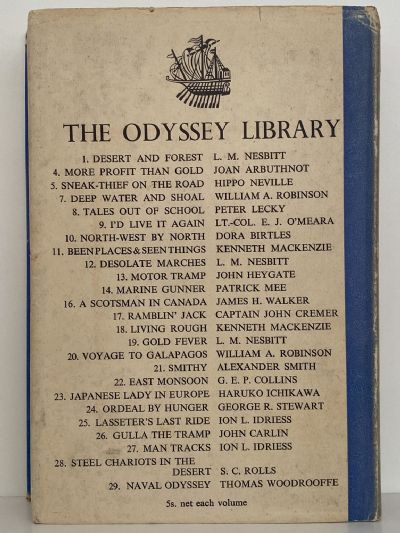 THE ODYSSEY LIBRARY
1. DESERT AND FOREST L. M. NESBITT
4. MORE PROFIT THAN GOLD JOAN ARBUTHNOT
5. SNEAK-THIEF ON THE ROAD HIPPO NEVILLE
7. DEEP WATER AND SHOAL WILLIAM A. ROBINSON
8. TALES OUT OF SCHOOL PETER LECKY
9. I'D LIVE IT AGAIN LT.-COL. E. J. O'MEARA
10. NORTH-WEST BY NORTH DORA BIRTLES
11. BEEN PLACES & SEEN THINGS KENNETH MACKENZIE
12. DESOLATE MARCHES L. M. NESBITT
13. MOTOR TRAMP JOHN HEYGATE
14. MARINE GUNNER PATRICK MEE
16. A SCOTSMAN IN CANADA JAMES H. WALKER
17. RAMBLIN' JACK CAPTAIN JOHN CREMER
18. LIVING ROUGH KENNETH MACKENZIE
19. GOLD FEVER L. M. NESBITT
20. VOYAGE TO GALAPAGOS WILLIAM A. ROBINSON
21. SMITHY ALEXANDER SMITH
22. EAST MONSOON G. E. P. COLLINS
23. JAPANESE LADY IN EUROPE HARUKO ICHIKAWA
24. ORDEAL BY HUNGER GEORGE R. STEWART
25. LASSETER'S LAST RIDE ION L. IDRIESS
26. GULLA THE TRAMP JOHN CARLIN
27. MAN TRACKS ION L. IDRIESS
28. STEEL CHARIOTS IN THE
DESERT S. C. ROLLS
29. NAVAL ODYSSEY THOMAS WOODROOFFE
5s. net each volume